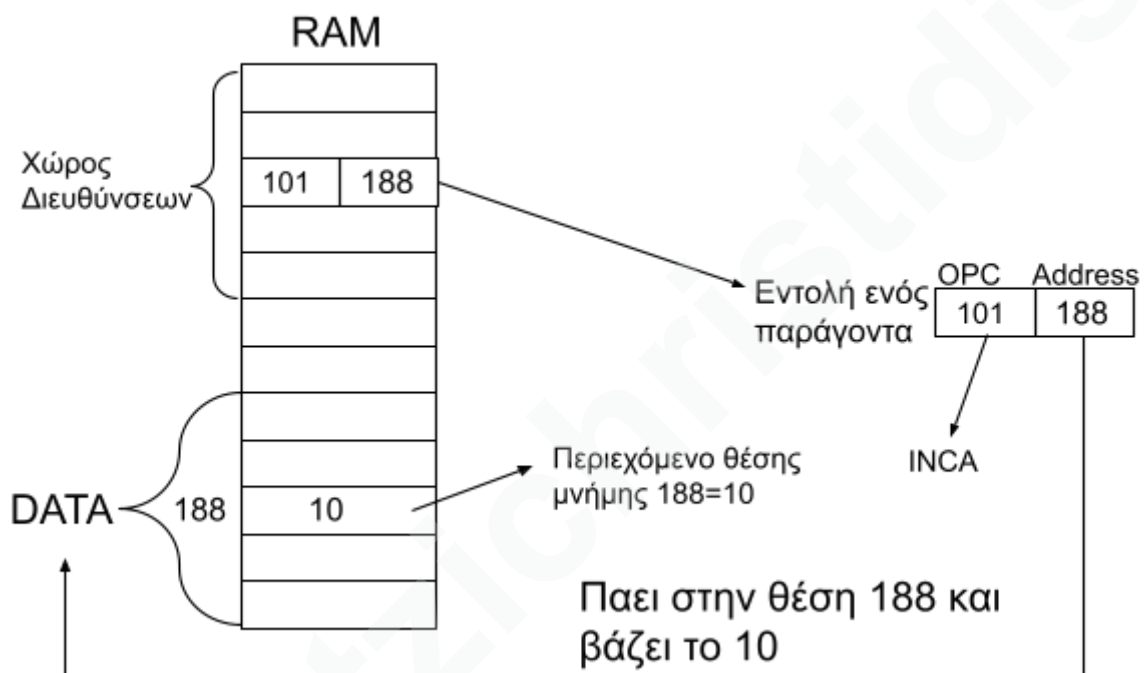 RAM
Χώρος
Διευθύνσεων
101 188
OPC Address
Εντολή ενός
παράγοντα
101 188
INCA
Περιεχόμενο θέσης
μνήμης 188=10
DATA
188
10
Παει στην θέση 188 και
βάζει το 10
tzichristidis